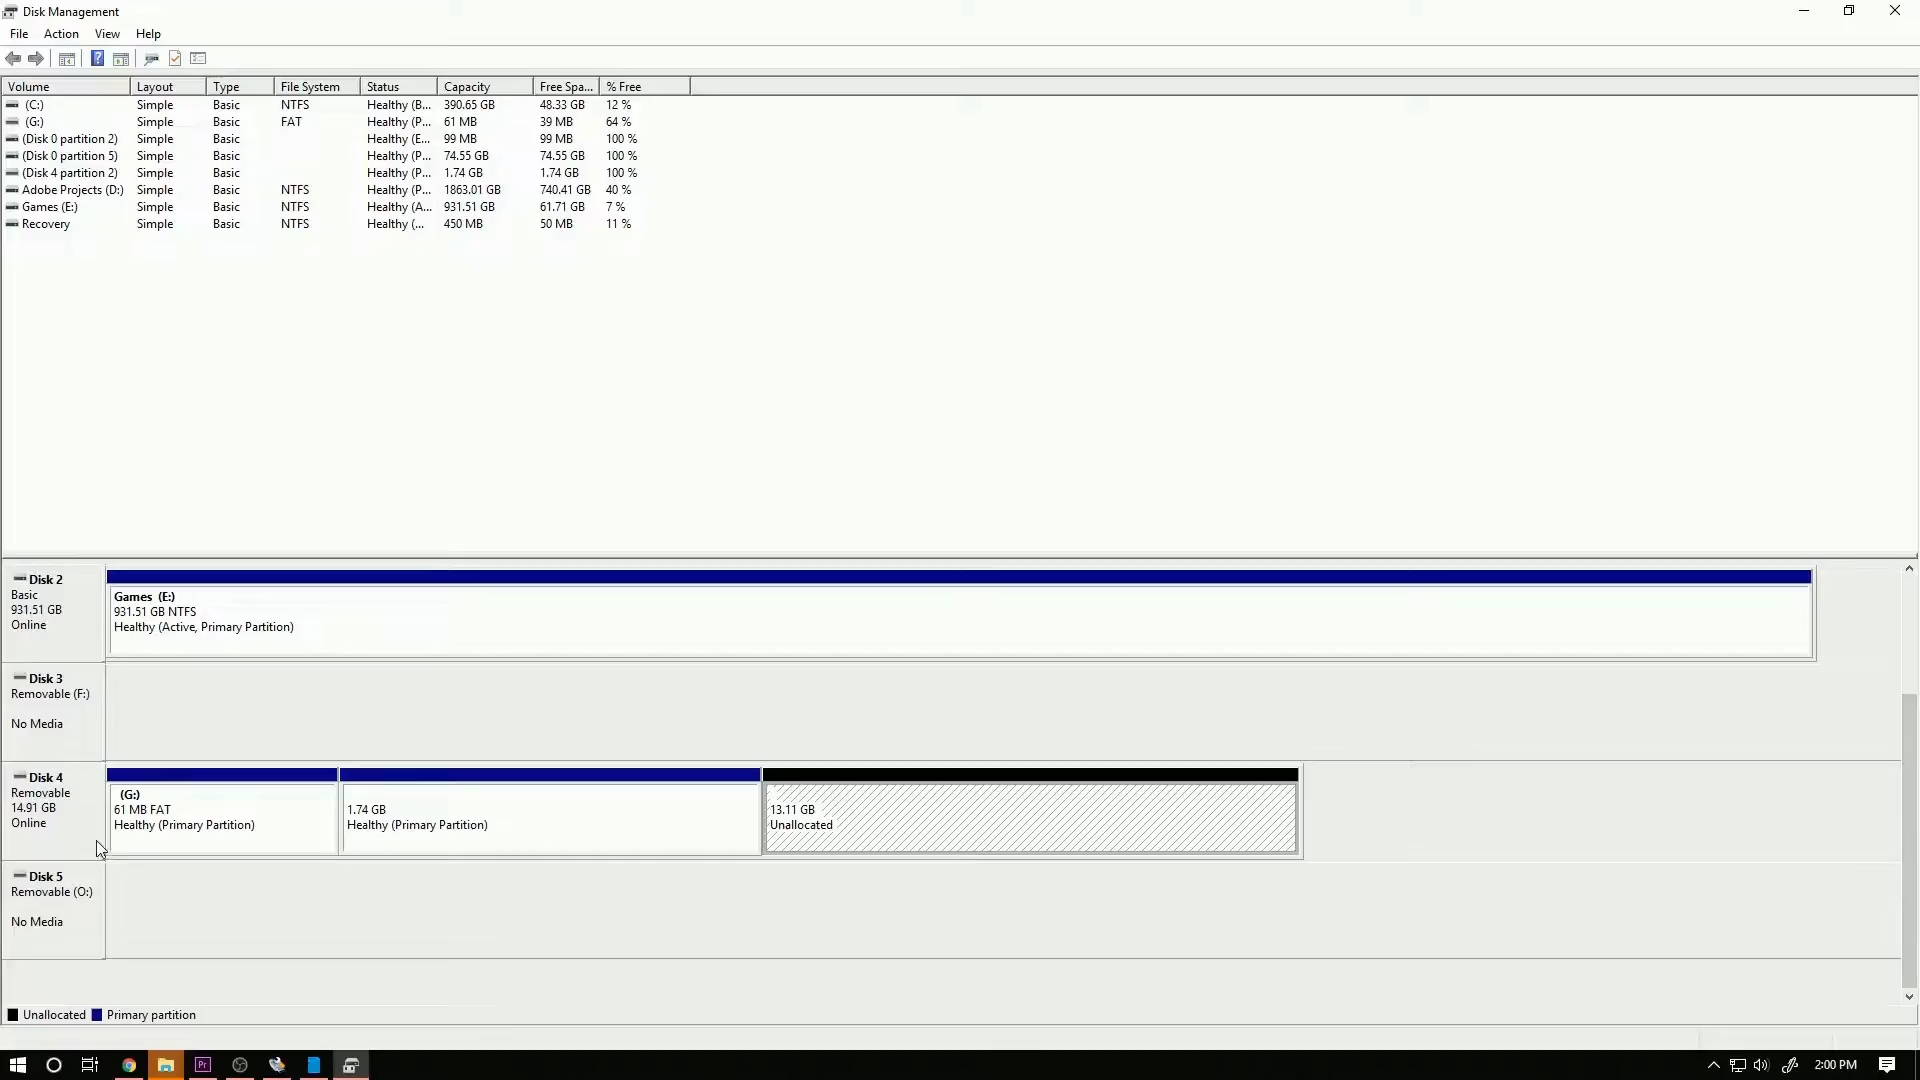 Disk Management
File Action View Help
Volume Layout Type File System Status Capacity Free Spa... % Free
(C:) Simple Basic NTFS Healthy (B... 390.65 GB 48.33 GB 12 %
(G:) Simple Basic FAT Healthy (P... 61 MB 39 MB 64 %
(Disk 0 partition 2) Simple Basic Healthy (E... 99 MB 99 MB 100 %
(Disk 0 partition 5) Simple Basic Healthy (P... 74.55 GB 74.55 GB 100 %
(Disk 4 partition 2) Simple Basic Healthy (P... 1.74 GB 1.74 GB 100 %
Adobe Projects (D:) Simple Basic NTFS Healthy (P... 1863.01 GB 740.41 GB 40 %
Games (E:) Simple Basic NTFS Healthy (A... 931.51 GB 61.71 GB 7 %
Recovery Simple Basic NTFS Healthy (... 450 MB 50 MB 11 %
Disk 2
Basic
931.51 GB
Online
Games (E:)
931.51 GB NTFS
Healthy (Active, Primary Partition)
Disk 3
Removable (F:)
No Media
Disk 4
Removable
14.91 GB
Online
(G:)
61 MB FAT
Healthy (Primary Partition)
1.74 GB
Healthy (Primary Partition)
13.11 GB
Unallocated
Disk 5
Removable (O:)
No Media
Unallocated Primary partition
Pr
2:00 PM